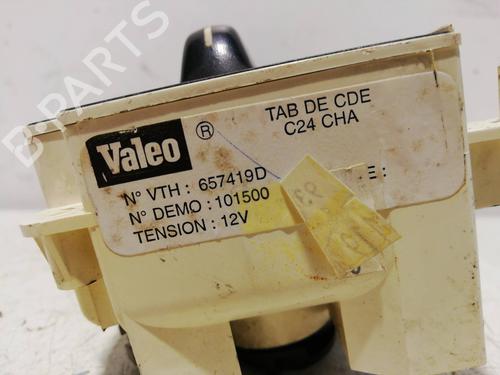 B-PARTS
Valeo ®
TAB DE CDE
C24 CHA
N° VTH : 657419D
N° DEMO : 101500
TENSION : 12V
E :